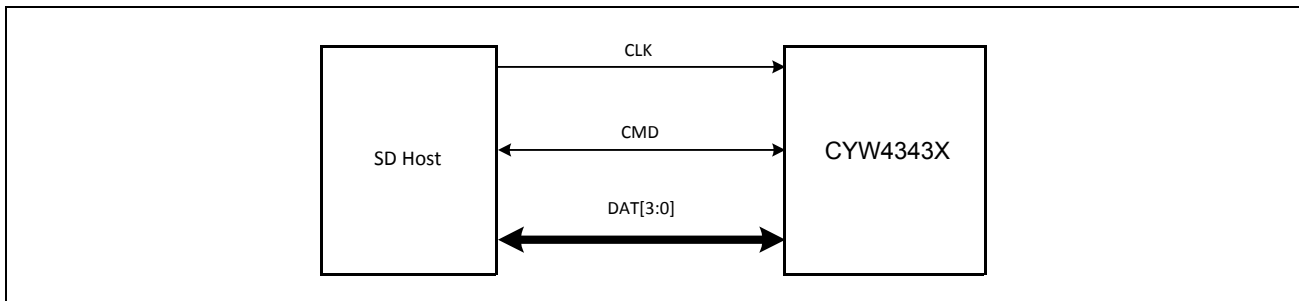 CLK
CMD
SD Host
CYW4343X
DAT[3:0]